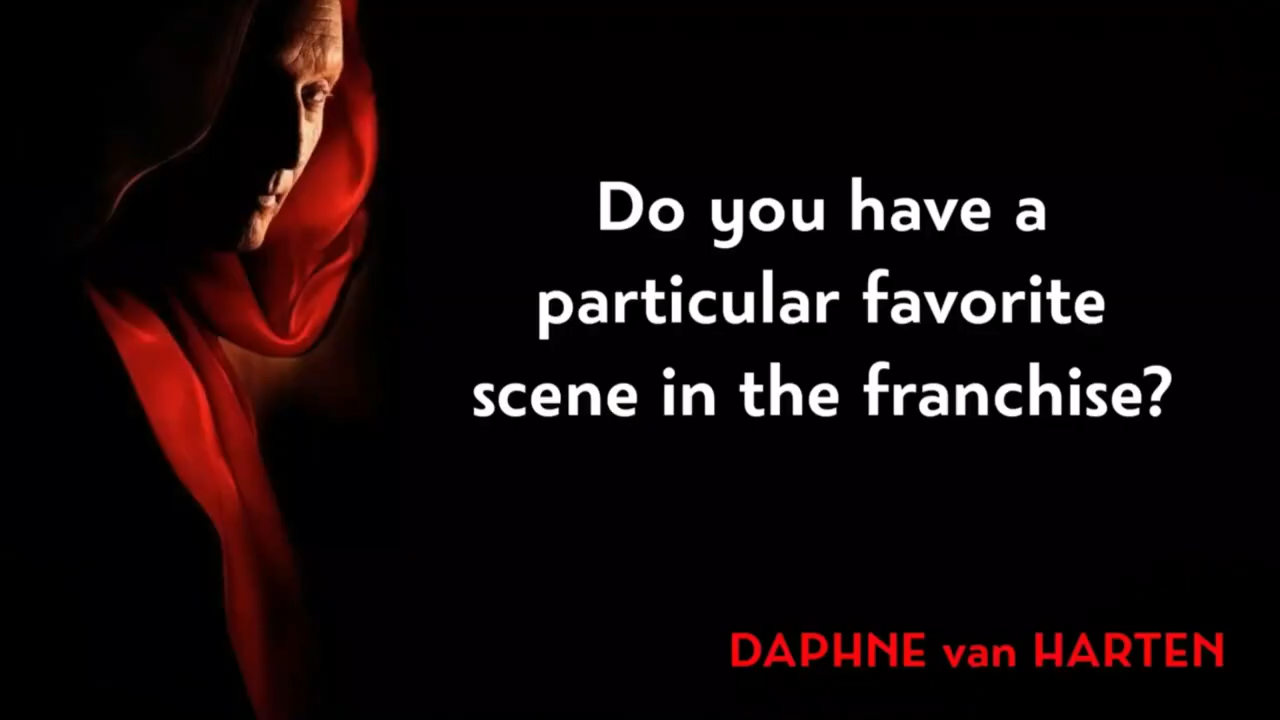 Do you have a
particular favorite
scene in the franchise?
DAPHNE van HARTEN